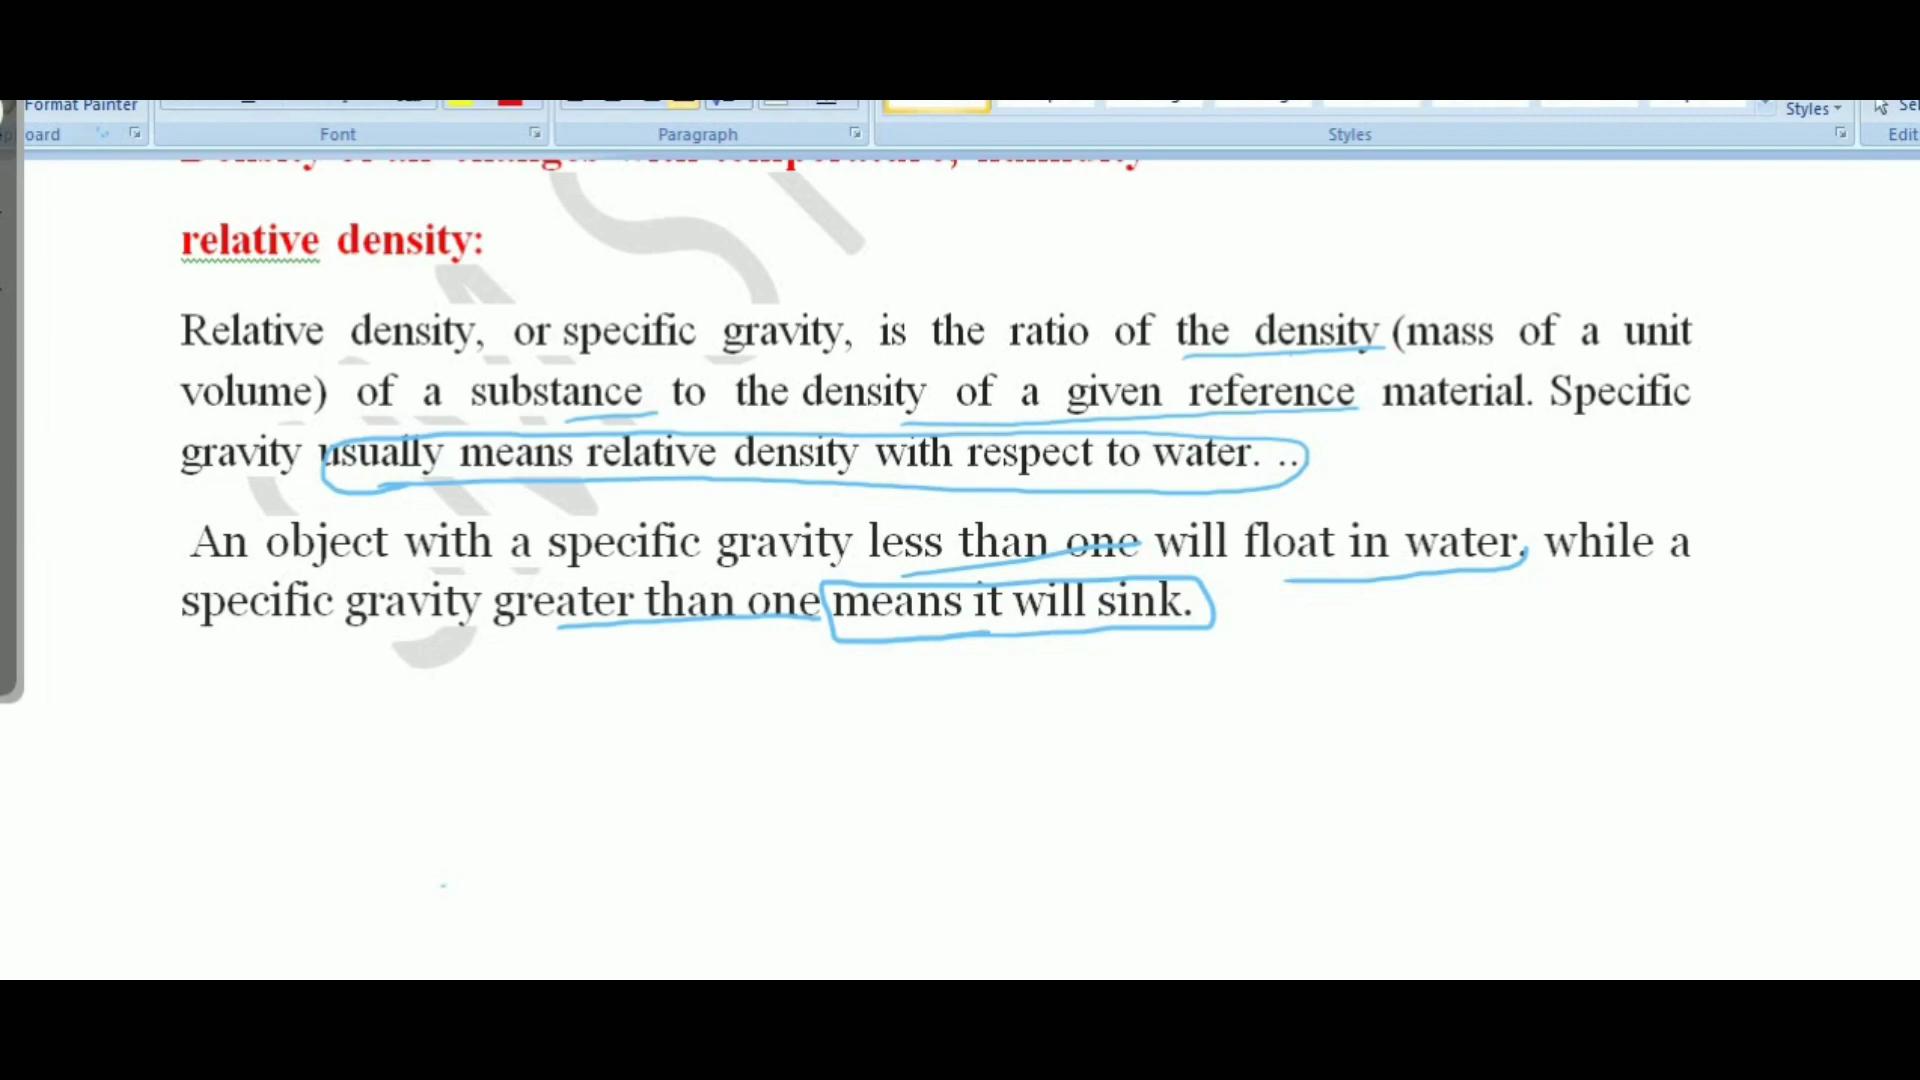 Format Painter
oard
Font
Paragraph
Styles
Styles
Edit
relative density:
Relative density, or specific gravity, is the ratio of the density (mass of a unit
volume) of a substance to the density of a given reference material. Specific
gravity usually means relative density with respect to water. ..
An object with a specific gravity less than one will float in water, while a
specific gravity greater than one means it will sink.